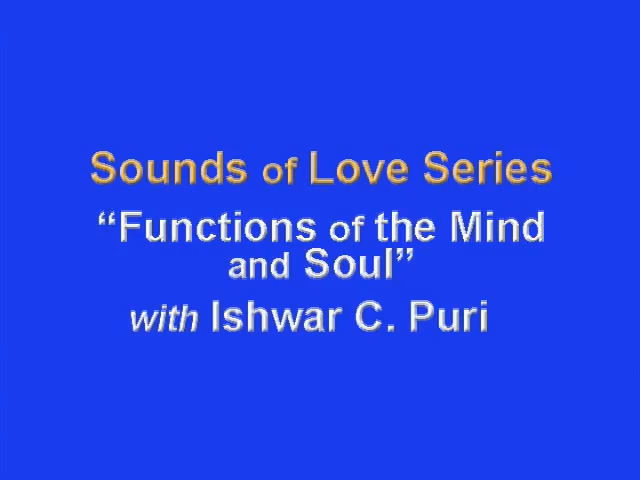 Sounds of Love Series
“Functions of the Mind
and Soul”
with Ishwar C. Puri